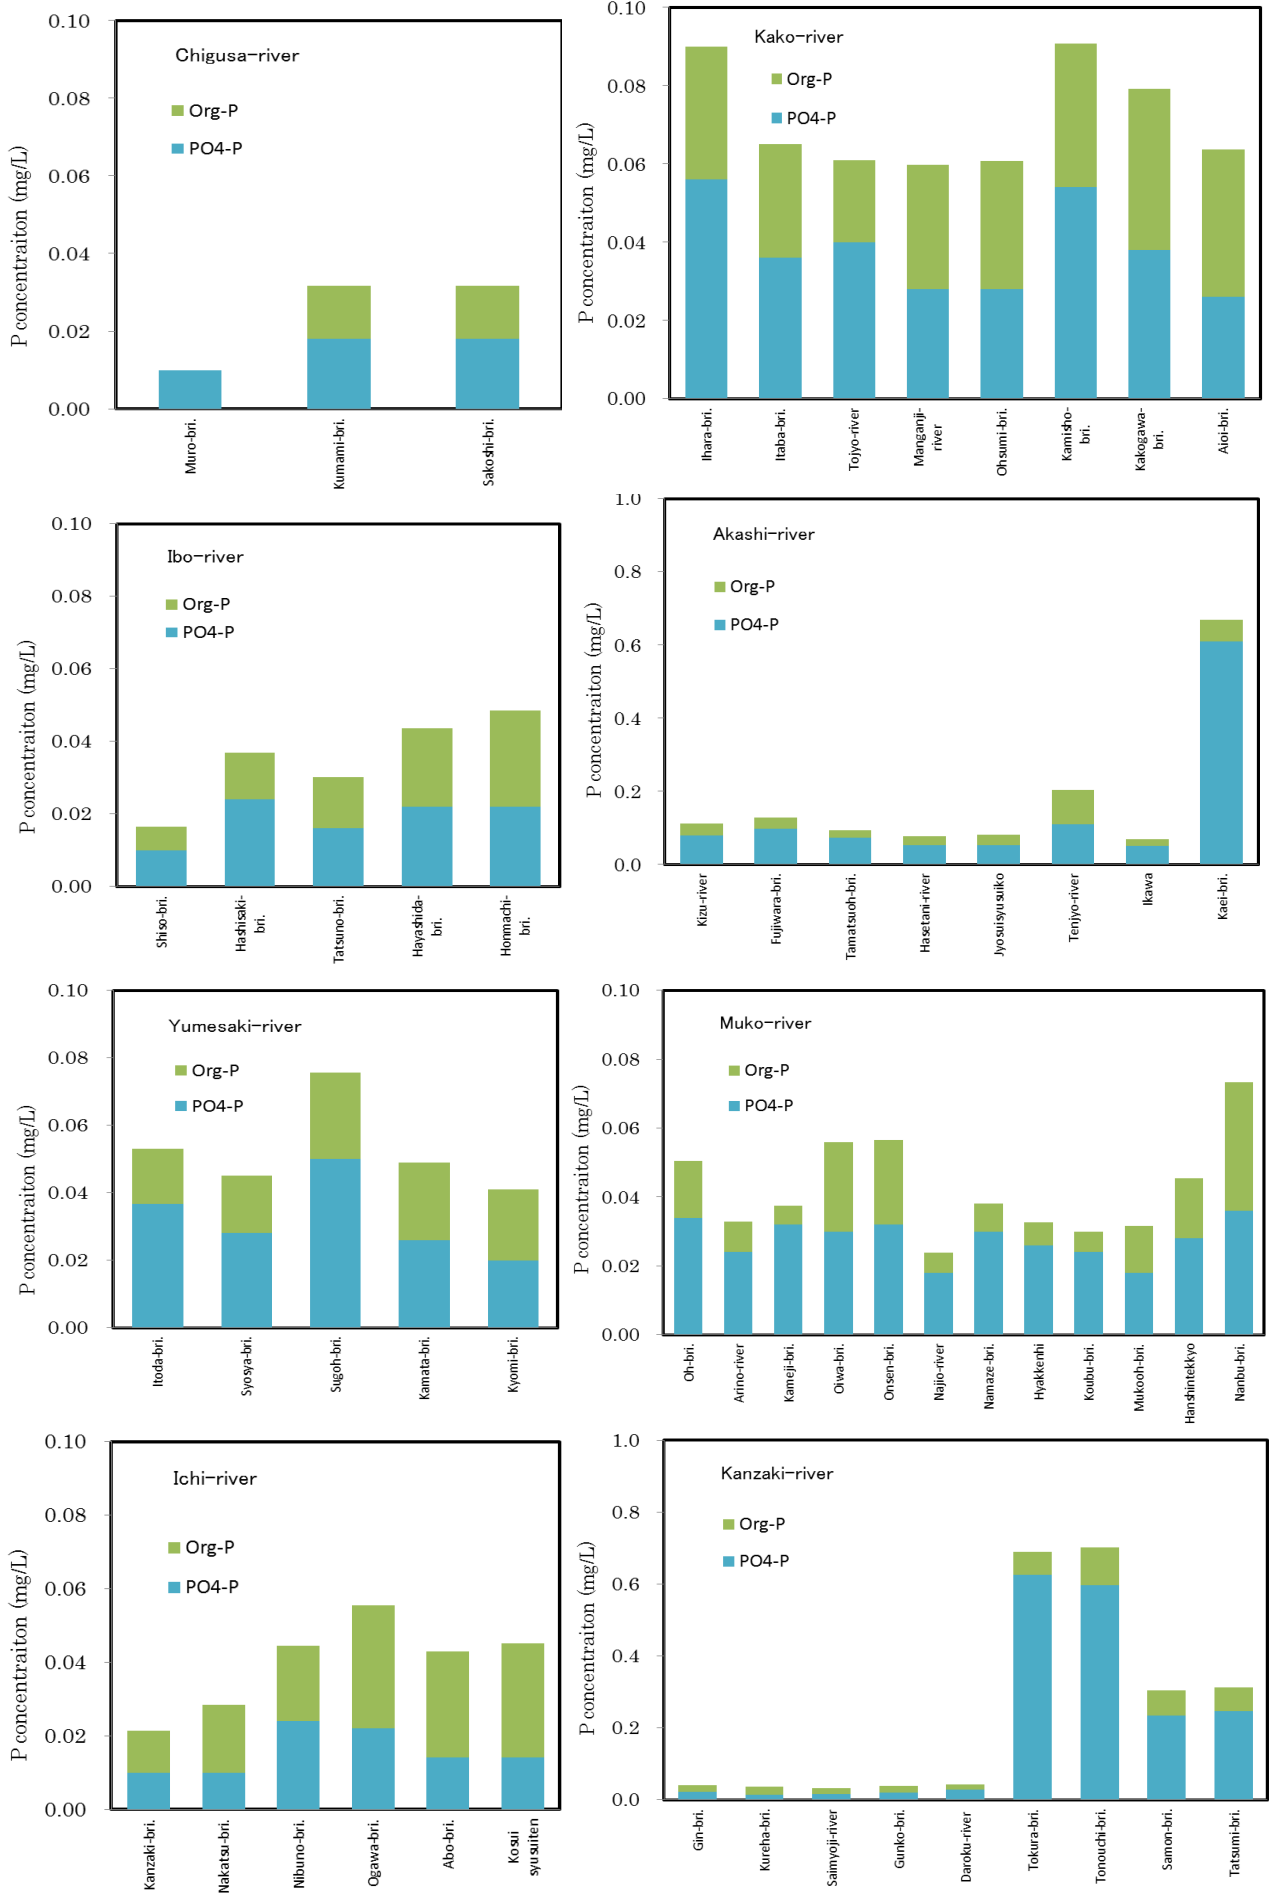 Chigusa-river
Org-P
PO4-P
P concentraiton (mg/L)
0.10
0.08
0.06
0.04
0.02
0.00
Muro-bri.
Kumami-bri.
Sakoshi-bri.
Kako-river
Org-P
PO4-P
P concentraiton (mg/L)
0.10
0.08
0.06
0.04
0.02
0.00
Ihara-bri.
Itaba-bri.
Tojyo-river
Manganji-
river
Ohsumi-bri.
Kamisho-
bri.
Kakogawa-
bri.
Aioi-bri.
Ibo-river
Org-P
PO4-P
P concentraiton (mg/L)
0.10
0.08
0.06
0.04
0.02
0.00
Shiso-bri.
Hashisaki-
bri.
Tatsuno-bri.
Hayashida-
bri.
Honmachi-
bri.
Akashi-river
Org-P
PO4-P
P concentraiton (mg/L)
1.0
0.8
0.6
0.4
0.2
0.0
Kizu-river
Fujiwara-bri.
Tamatsuoh-bri.
Hasetani-river
Jyosuisyusuiko
Tenjyo-river
Ikawa
Kaei-bri.
Yumesaki-river
Org-P
PO4-P
P concentraiton (mg/L)
0.10
0.08
0.06
0.04
0.02
0.00
Itoda-bri.
Syosya-bri.
Sugoh-bri.
Kamata-bri.
Kyomi-bri.
Muko-river
Org-P
PO4-P
P concentraiton (mg/L)
0.10
0.08
0.06
0.04
0.02
0.00
Oh-bri.
Arino-river
Kameji-bri.
Oiwa-bri.
Onsen-bri.
Najio-river
Namaze-bri.
Hyakkenhi
Koubu-bri.
Mukooh-bri.
Hanshintekkyo
Nanbu-bri.
Ichi-river
Org-P
PO4-P
P concentraiton (mg/L)
0.10
0.08
0.06
0.04
0.02
0.00
Kanzaki-bri.
Nakatsu-bri.
Nibuno-bri.
Ogawa-bri.
Abo-bri.
Kosui
syusuiten
Kanzaki-river
Org-P
PO4-P
P concentraiton (mg/L)
1.0
0.8
0.6
0.4
0.2
0.0
Gin-bri.
Kureha-bri.
Saimyoji-river
Gunko-bri.
Daroku-river
Tokura-bri.
Tonouchi-bri.
Samon-bri.
Tatsumi-bri.